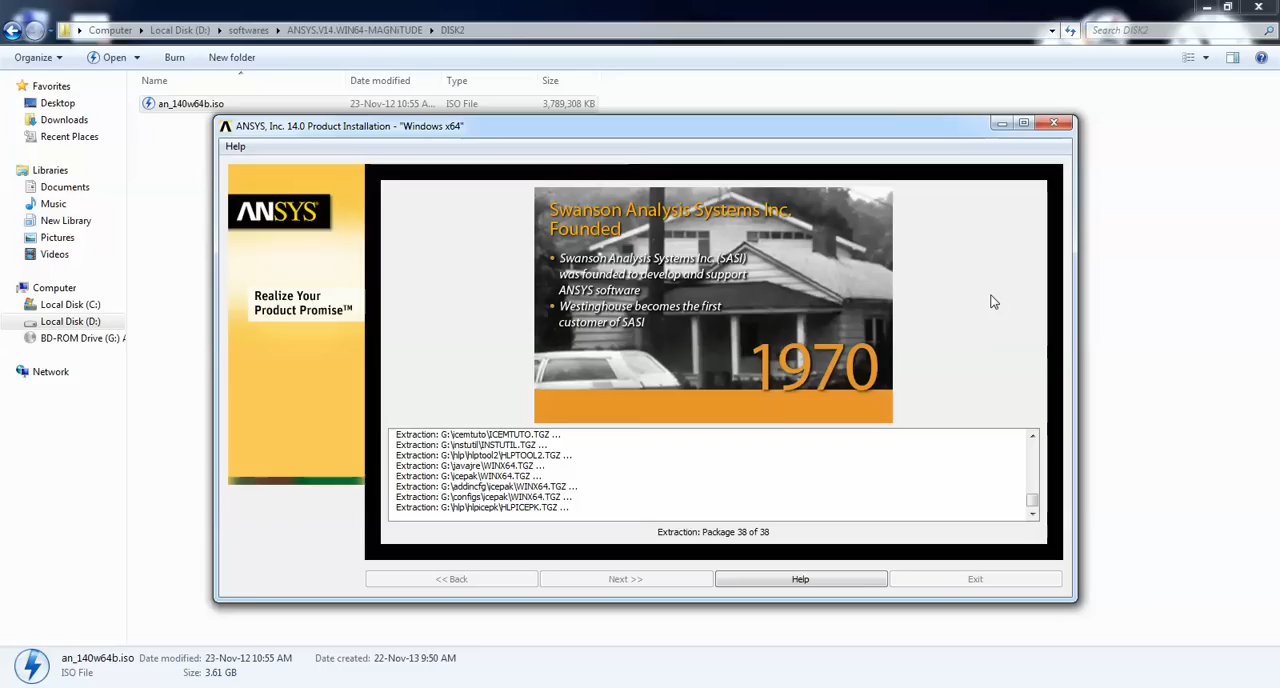 Computer
Local Disk (D:)
softwares
ANSYS.V14.WIN64-MAGNiTUDE
DISK2
Search DISK2
Organize
Open
Burn
New folder
Name
Date modified
Type
Size
Favorites
Desktop
Downloads
Recent Places
Libraries
Documents
Music
New Library
Pictures
Videos
Computer
Local Disk (C:)
Local Disk (D:)
BD-ROM Drive (G:) A
Network
an_140w64b.iso
23-Nov-12 10:55 A...
ISO File
3,789,308 KB
ANSYS, Inc. 14.0 Product Installation - "Windows x64"
Help
ANSYS®
Realize Your
Product Promise™
Swanson Analysis Systems Inc.
Founded
• Swanson Analysis Systems Inc. (SASI)
was founded to develop and support
ANSYS software
• Westinghouse becomes the first
customer of SASI
1970
Extraction: G:\icemtuto\ICEMTUTO.TGZ ...
Extraction: G:\instutil\INSTUTIL.TGZ ...
Extraction: G:\hlp\hlptool2\HLPTOOL2.TGZ ...
Extraction: G:\javajre\WINX64.TGZ ...
Extraction: G:\icepak\WINX64.TGZ ...
Extraction: G:\addincfg\icepak\WINX64.TGZ ...
Extraction: G:\configs\icepak\WINX64.TGZ ...
Extraction: G:\hlp\hlpicepk\HLPICEPK.TGZ ...
Extraction: Package 38 of 38
<< Back
Next >>
Help
Exit
an_140w64b.iso
Date modified: 23-Nov-12 10:55 AM
Date created: 22-Nov-13 9:50 AM
ISO File
Size: 3.61 GB